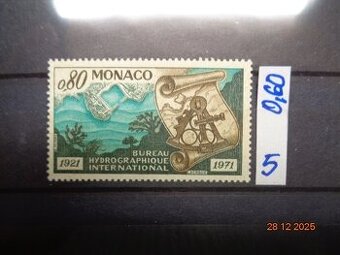 0,80 MONACO
1921
BUREAU
HYDROGRAPHIQUE
INTERNATIONAL
1971
0,60
5
28 12 2025